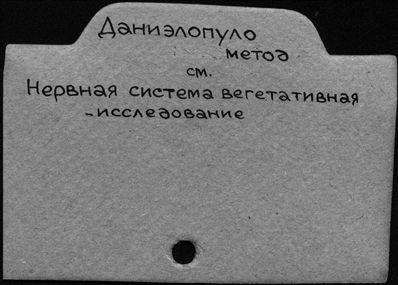 Даниэлопуло
метод
см.
Нервная система вегетативная
-исследование